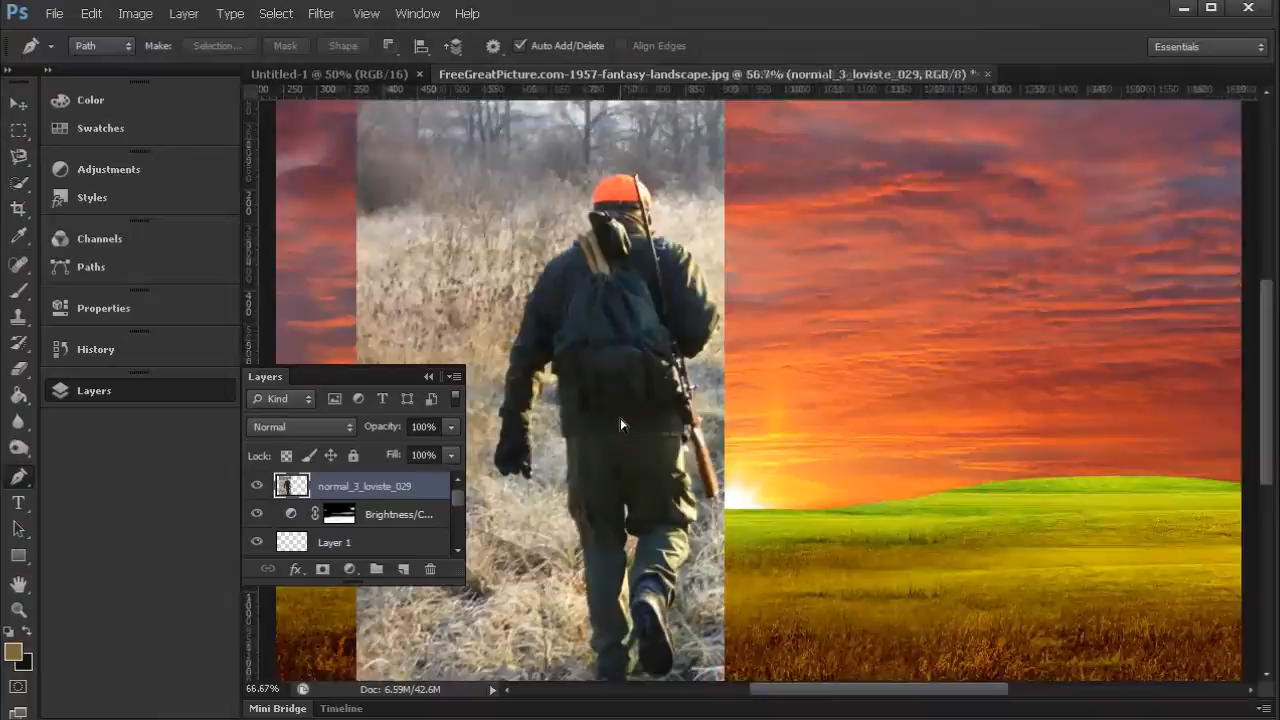 Ps File Edit Image Layer Type Select Filter View Window Help
Path Make: Selection... Mask Shape Auto Add/Delete Align Edges Essentials
Untitled-1 @ 50% (RGB/16) × FreeGreatPicture.com-1957-fantasy-landscape.jpg @ 56.7% (normal_3_loviste_029, RGB/8) * ×
Color
Swatches
Adjustments
Styles
Channels
Paths
Properties
History
Layers
Layers
Kind
Normal Opacity: 100%
Lock: Fill: 100%
normal_3_loviste_029
Brightness/C...
Layer 1
66.67% Doc: 6.59M/42.6M
Mini Bridge Timeline